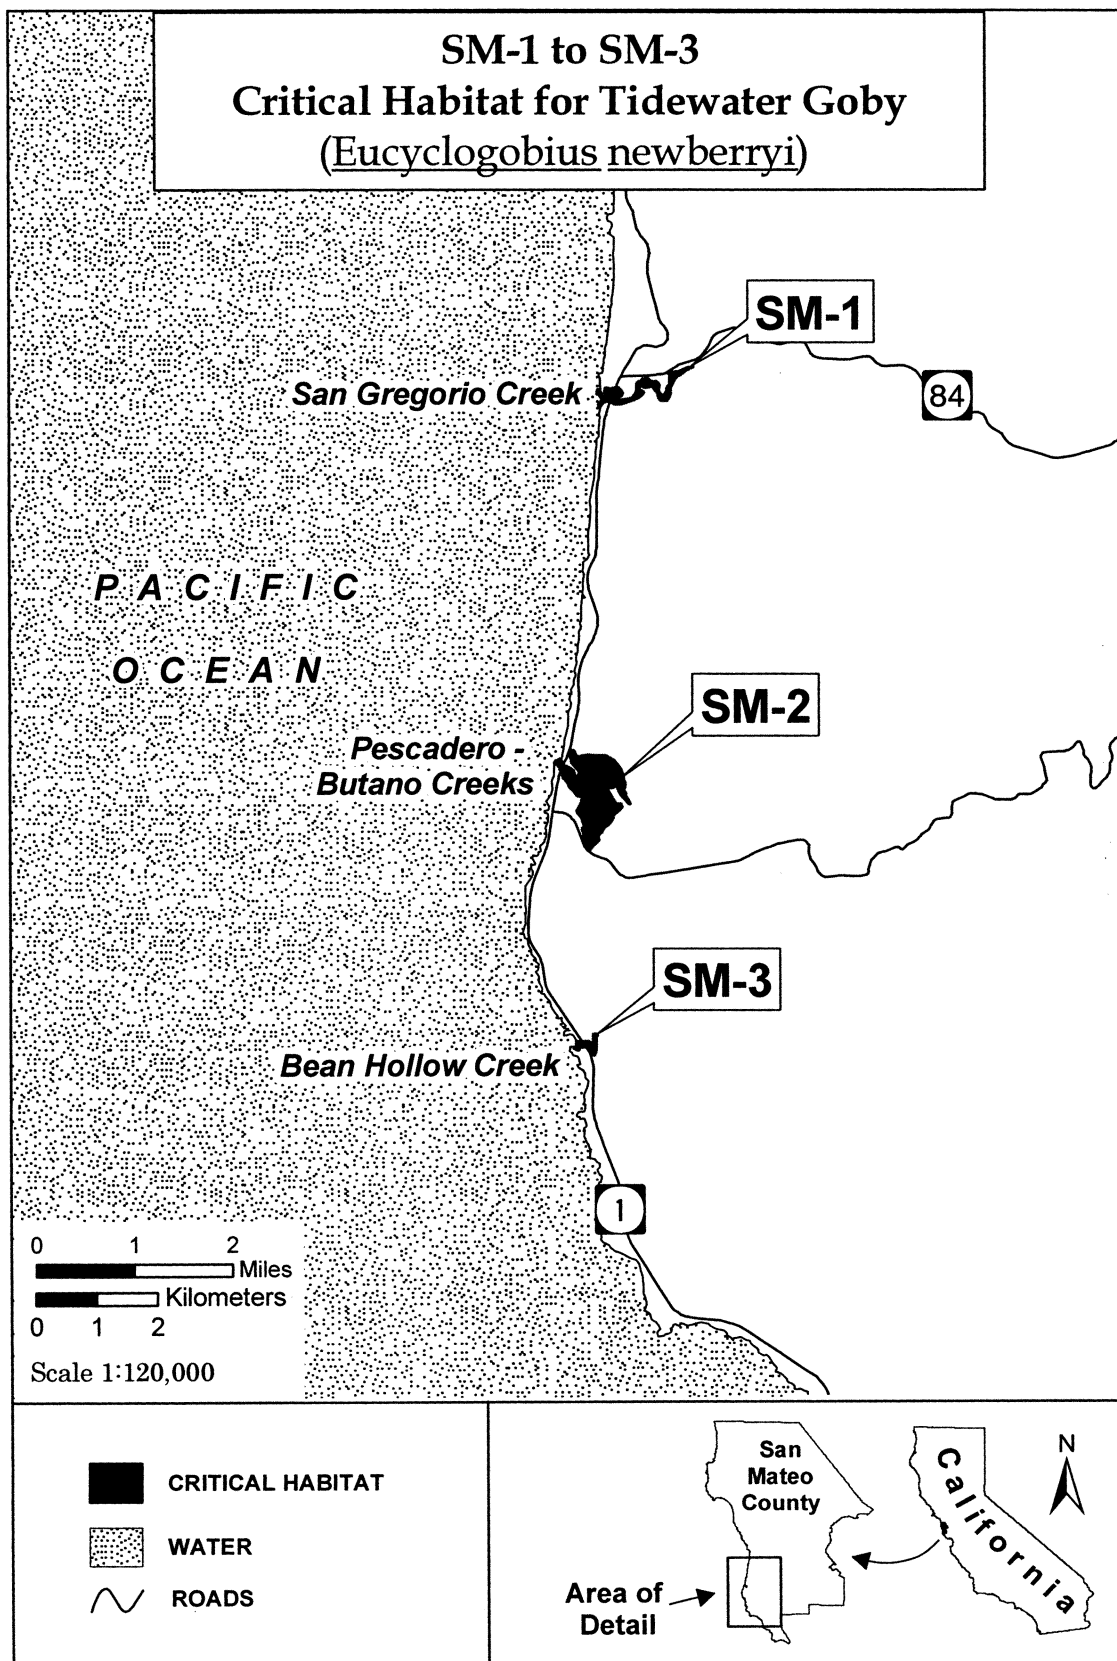 SM-1 to SM-3
Critical Habitat for Tidewater Goby
(Eucyclogobius newberryi)
SM-1
San Gregorio Creek
84
PACIFIC
OCEAN
SM-2
Pescadero -
Butano Creeks
SM-3
Bean Hollow Creek
1
0 1 2
Miles
Kilometers
0 1 2
Scale 1:120,000
CRITICAL HABITAT
WATER
ROADS
San
Mateo
County
California
N
Area of
Detail